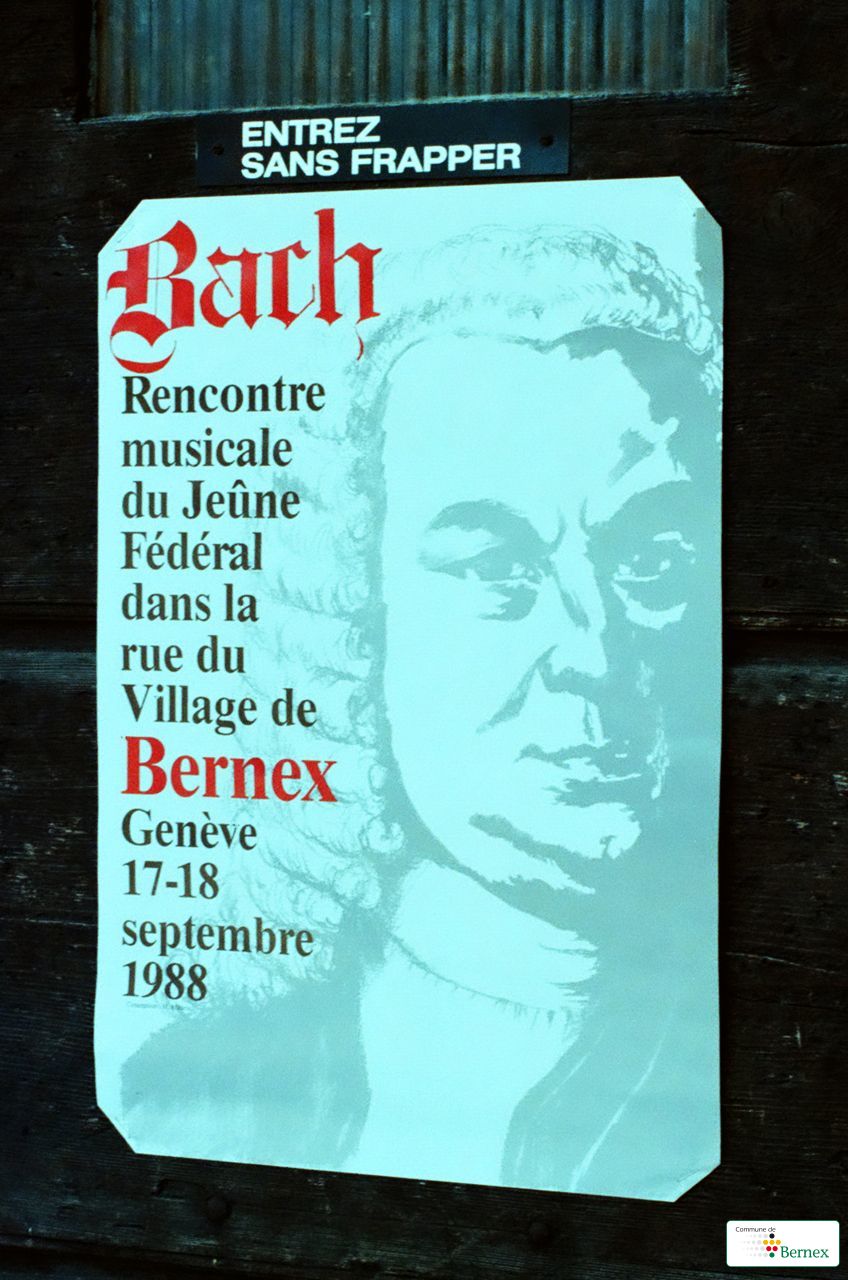 ENTREZ
SANS FRAPPER
Bach
Rencontre
musicale
du Jeûne
Fédéral
dans la
rue du
Village de
Bernex
Genève
17-18
septembre
1988
Commune de
Bernex